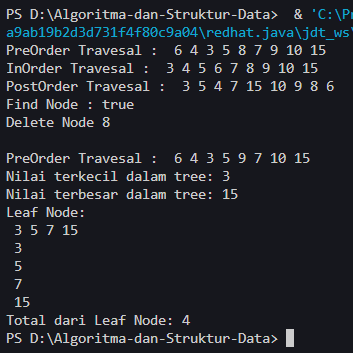 PS D:\Algoritma-dan-Struktur-Data>  & 'C:\Pr
a9ab19b2d3d731f4f80c9a04\redhat.java\jdt_ws\
PreOrder Travesal :  6 4 3 5 8 7 9 10 15
InOrder Travesal :  3 4 5 6 7 8 9 10 15
PostOrder Travesal :  3 5 4 7 15 10 9 8 6
Find Node : true
Delete Node 8

PreOrder Travesal :  6 4 3 5 9 7 10 15
Nilai terkecil dalam tree: 3
Nilai terbesar dalam tree: 15
Leaf Node:
 3 5 7 15
 3
 5
 7
 15
Total dari Leaf Node: 4
PS D:\Algoritma-dan-Struktur-Data>